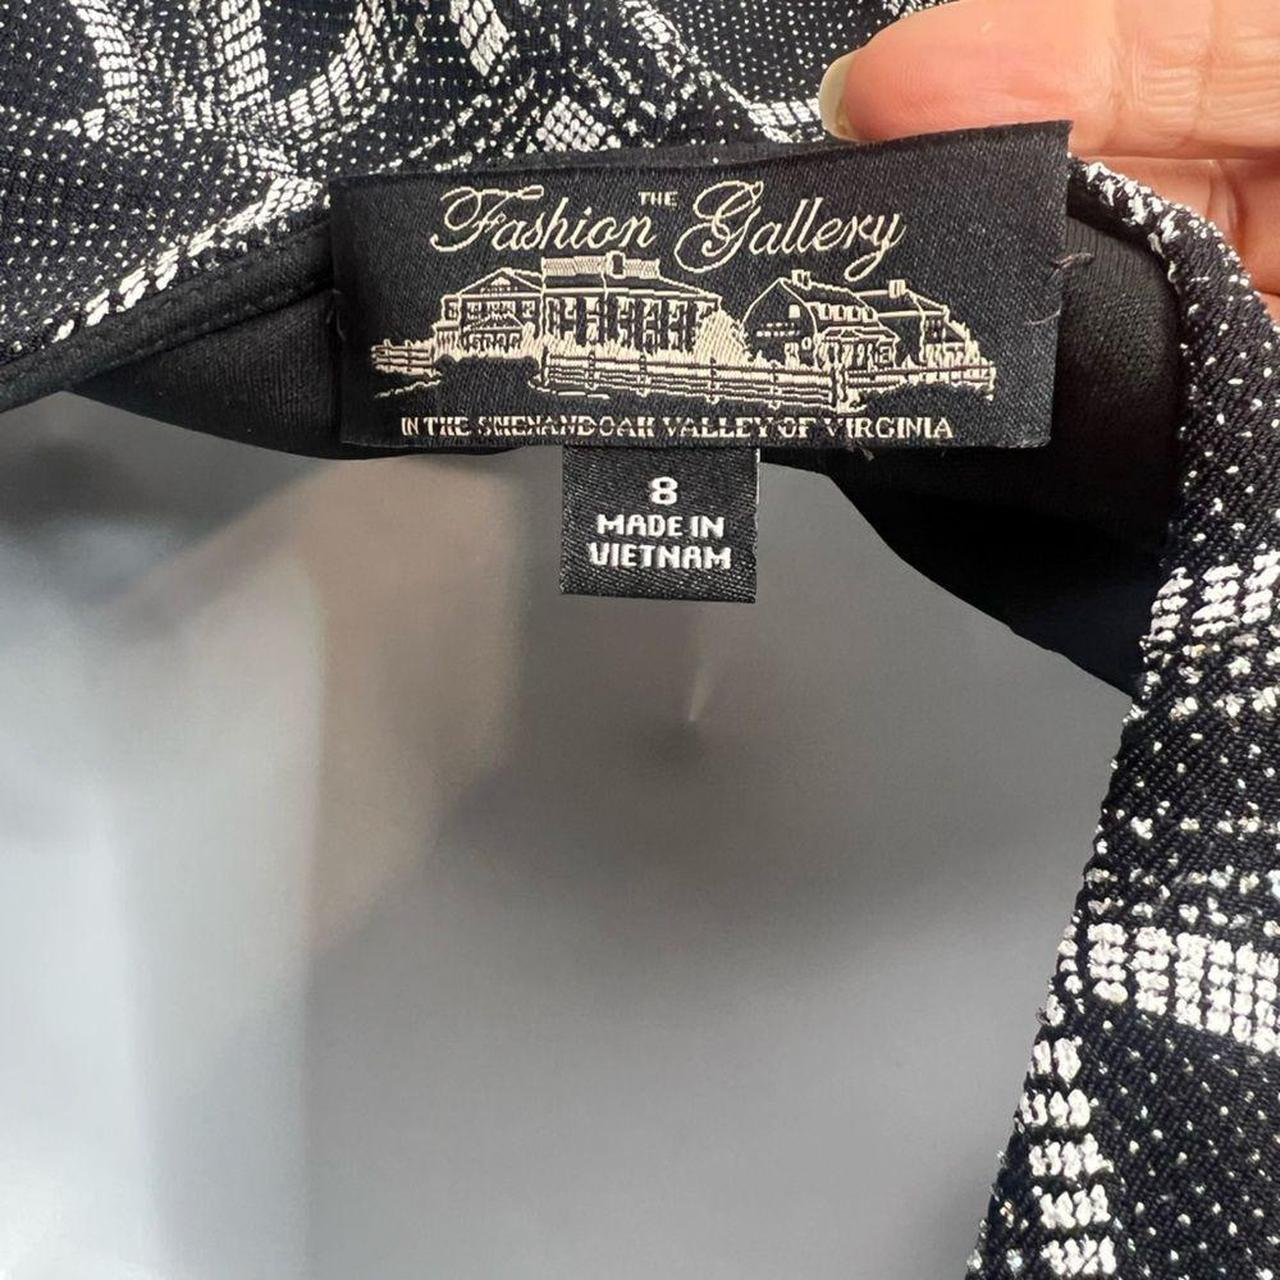 THE
Fashion Gallery
IN THE SHENANDOAH VALLEY OF VIRGINIA
8
MADE IN
VIETNAM